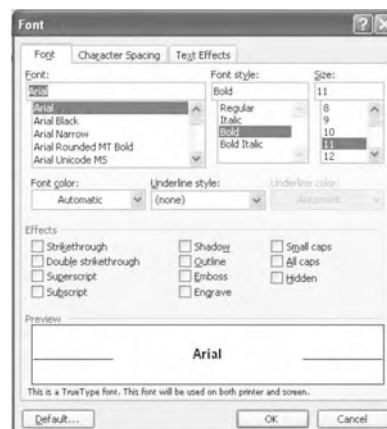 Font
Font Character Spacing Text Effects
Font: Font style: Size:
Arial Bold 11
Arial Regular 8
Arial Black Italic 9
Arial Narrow Bold 10
Arial Rounded MT Bold Bold Italic 11
Arial Unicode MS 12
Font color: Underline style: Underline color:
Automatic (none) Automatic
Effects
Strikethrough Shadow Small caps
Double strikethrough Outline All caps
Superscript Emboss Hidden
Subscript Engrave
Preview
Arial
This is a TrueType font. This font will be used on both printer and screen.
Default... OK Cancel